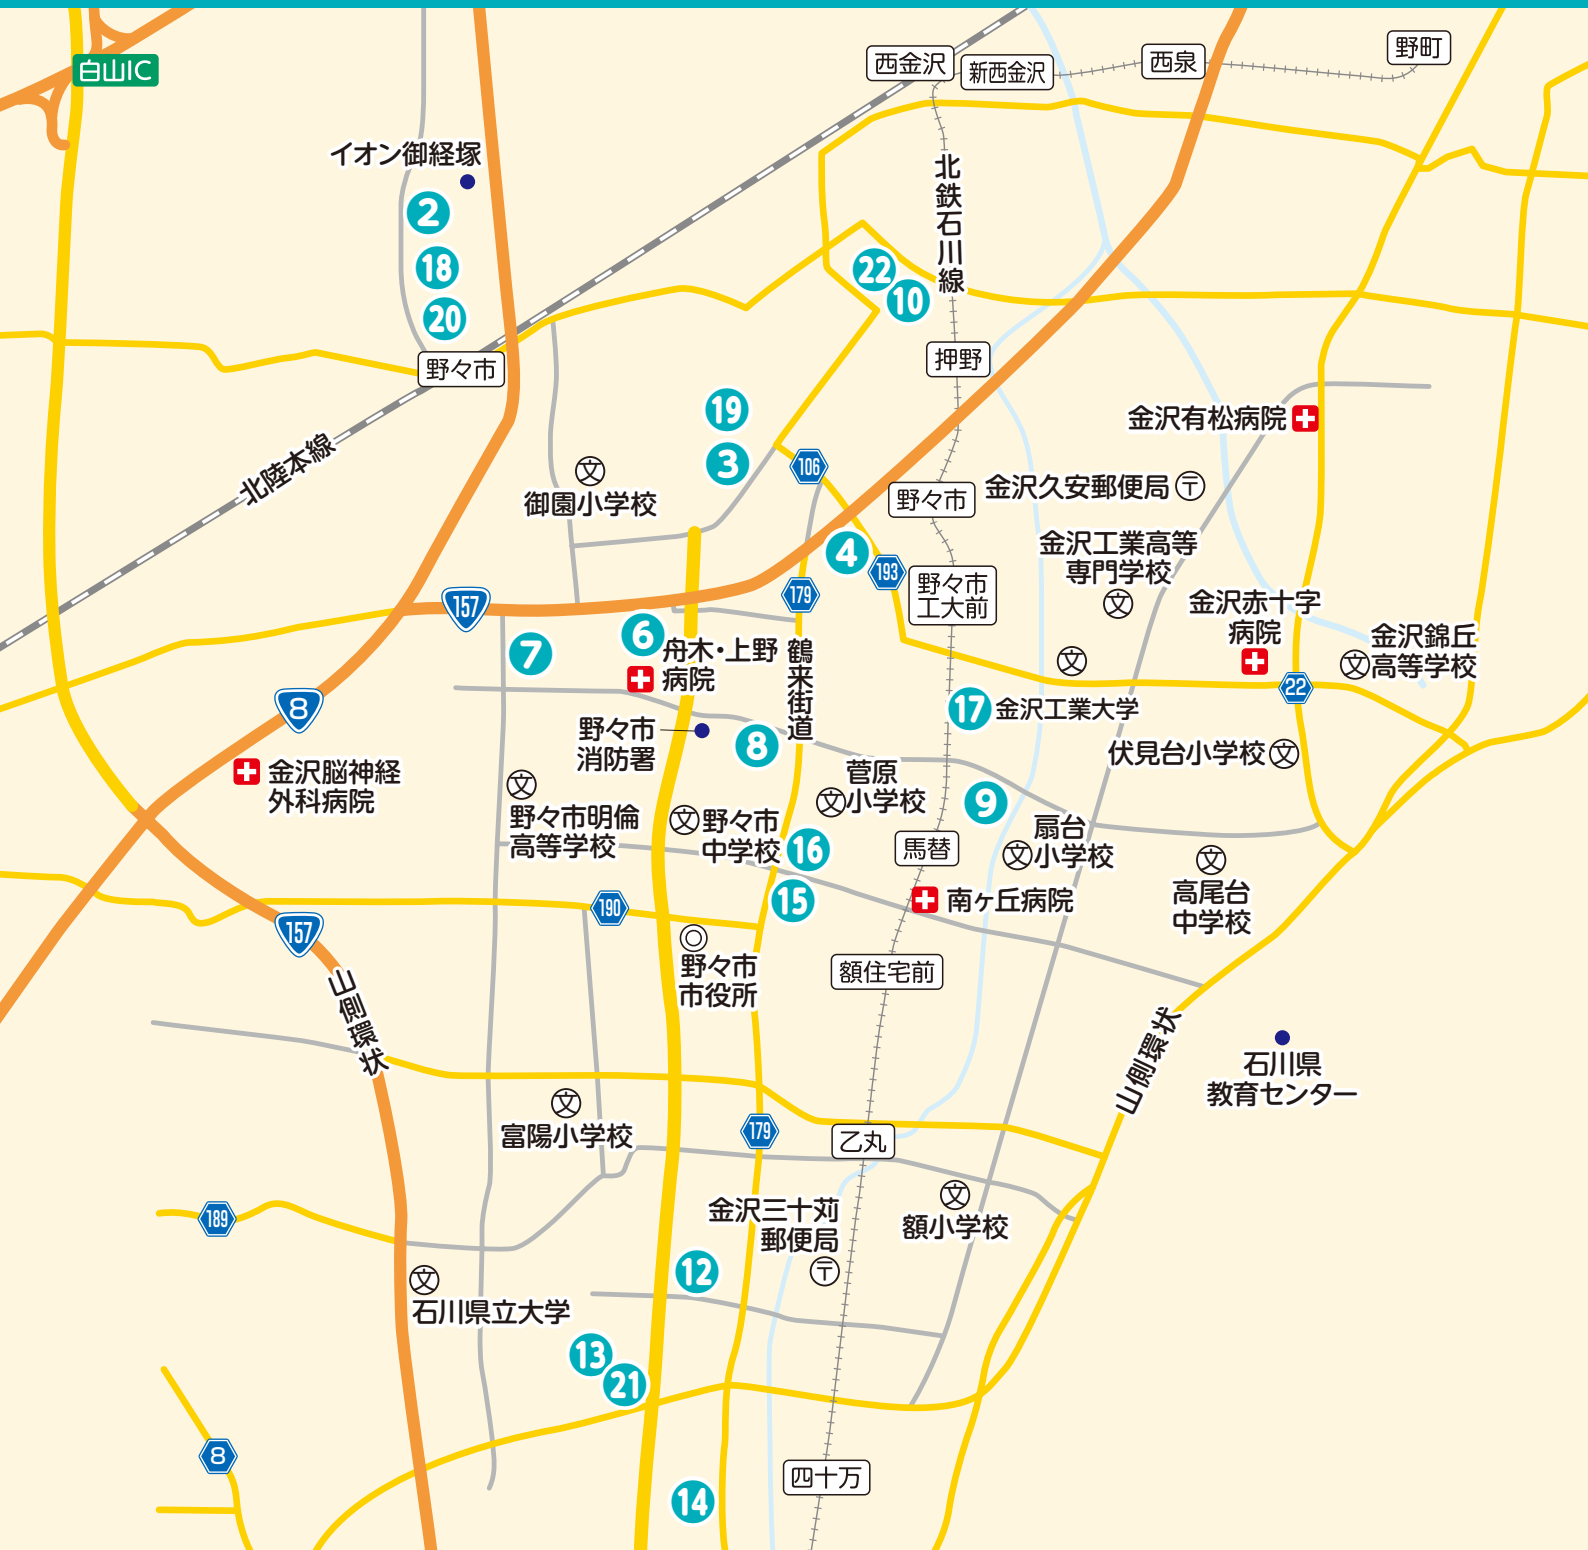 白山IC
西金沢
新西金沢
西泉
野町
イオン御経塚
2
18
20
野々市
北陸本線
北鉄石川線
22
10
押野
19
3
106
御園小学校
文
野々市
金沢有松病院
金沢久安郵便局
〒
4
193
179
157
野々市
工大前
金沢工業高等
専門学校
文
金沢赤十字
病院
金沢錦丘
高等学校
文
文
22
7
6
舟木・上野
病院
鶴来街道
8
17
金沢工業大学
野々市
消防署
8
伏見台小学校
文
金沢脳神経
外科病院
文
野々市明倫
高等学校
文
野々市
中学校
菅原
小学校
文
9
16
15
馬替
扇台
小学校
文
文
高尾台
中学校
南ヶ丘病院
190
157
野々市
市役所
額住宅前
山側環状
山側環状
石川県
教育センター
文
富陽小学校
179
乙丸
189
金沢三十苅
郵便局
〒
文
額小学校
12
文
石川県立大学
13
21
8
14
四十万